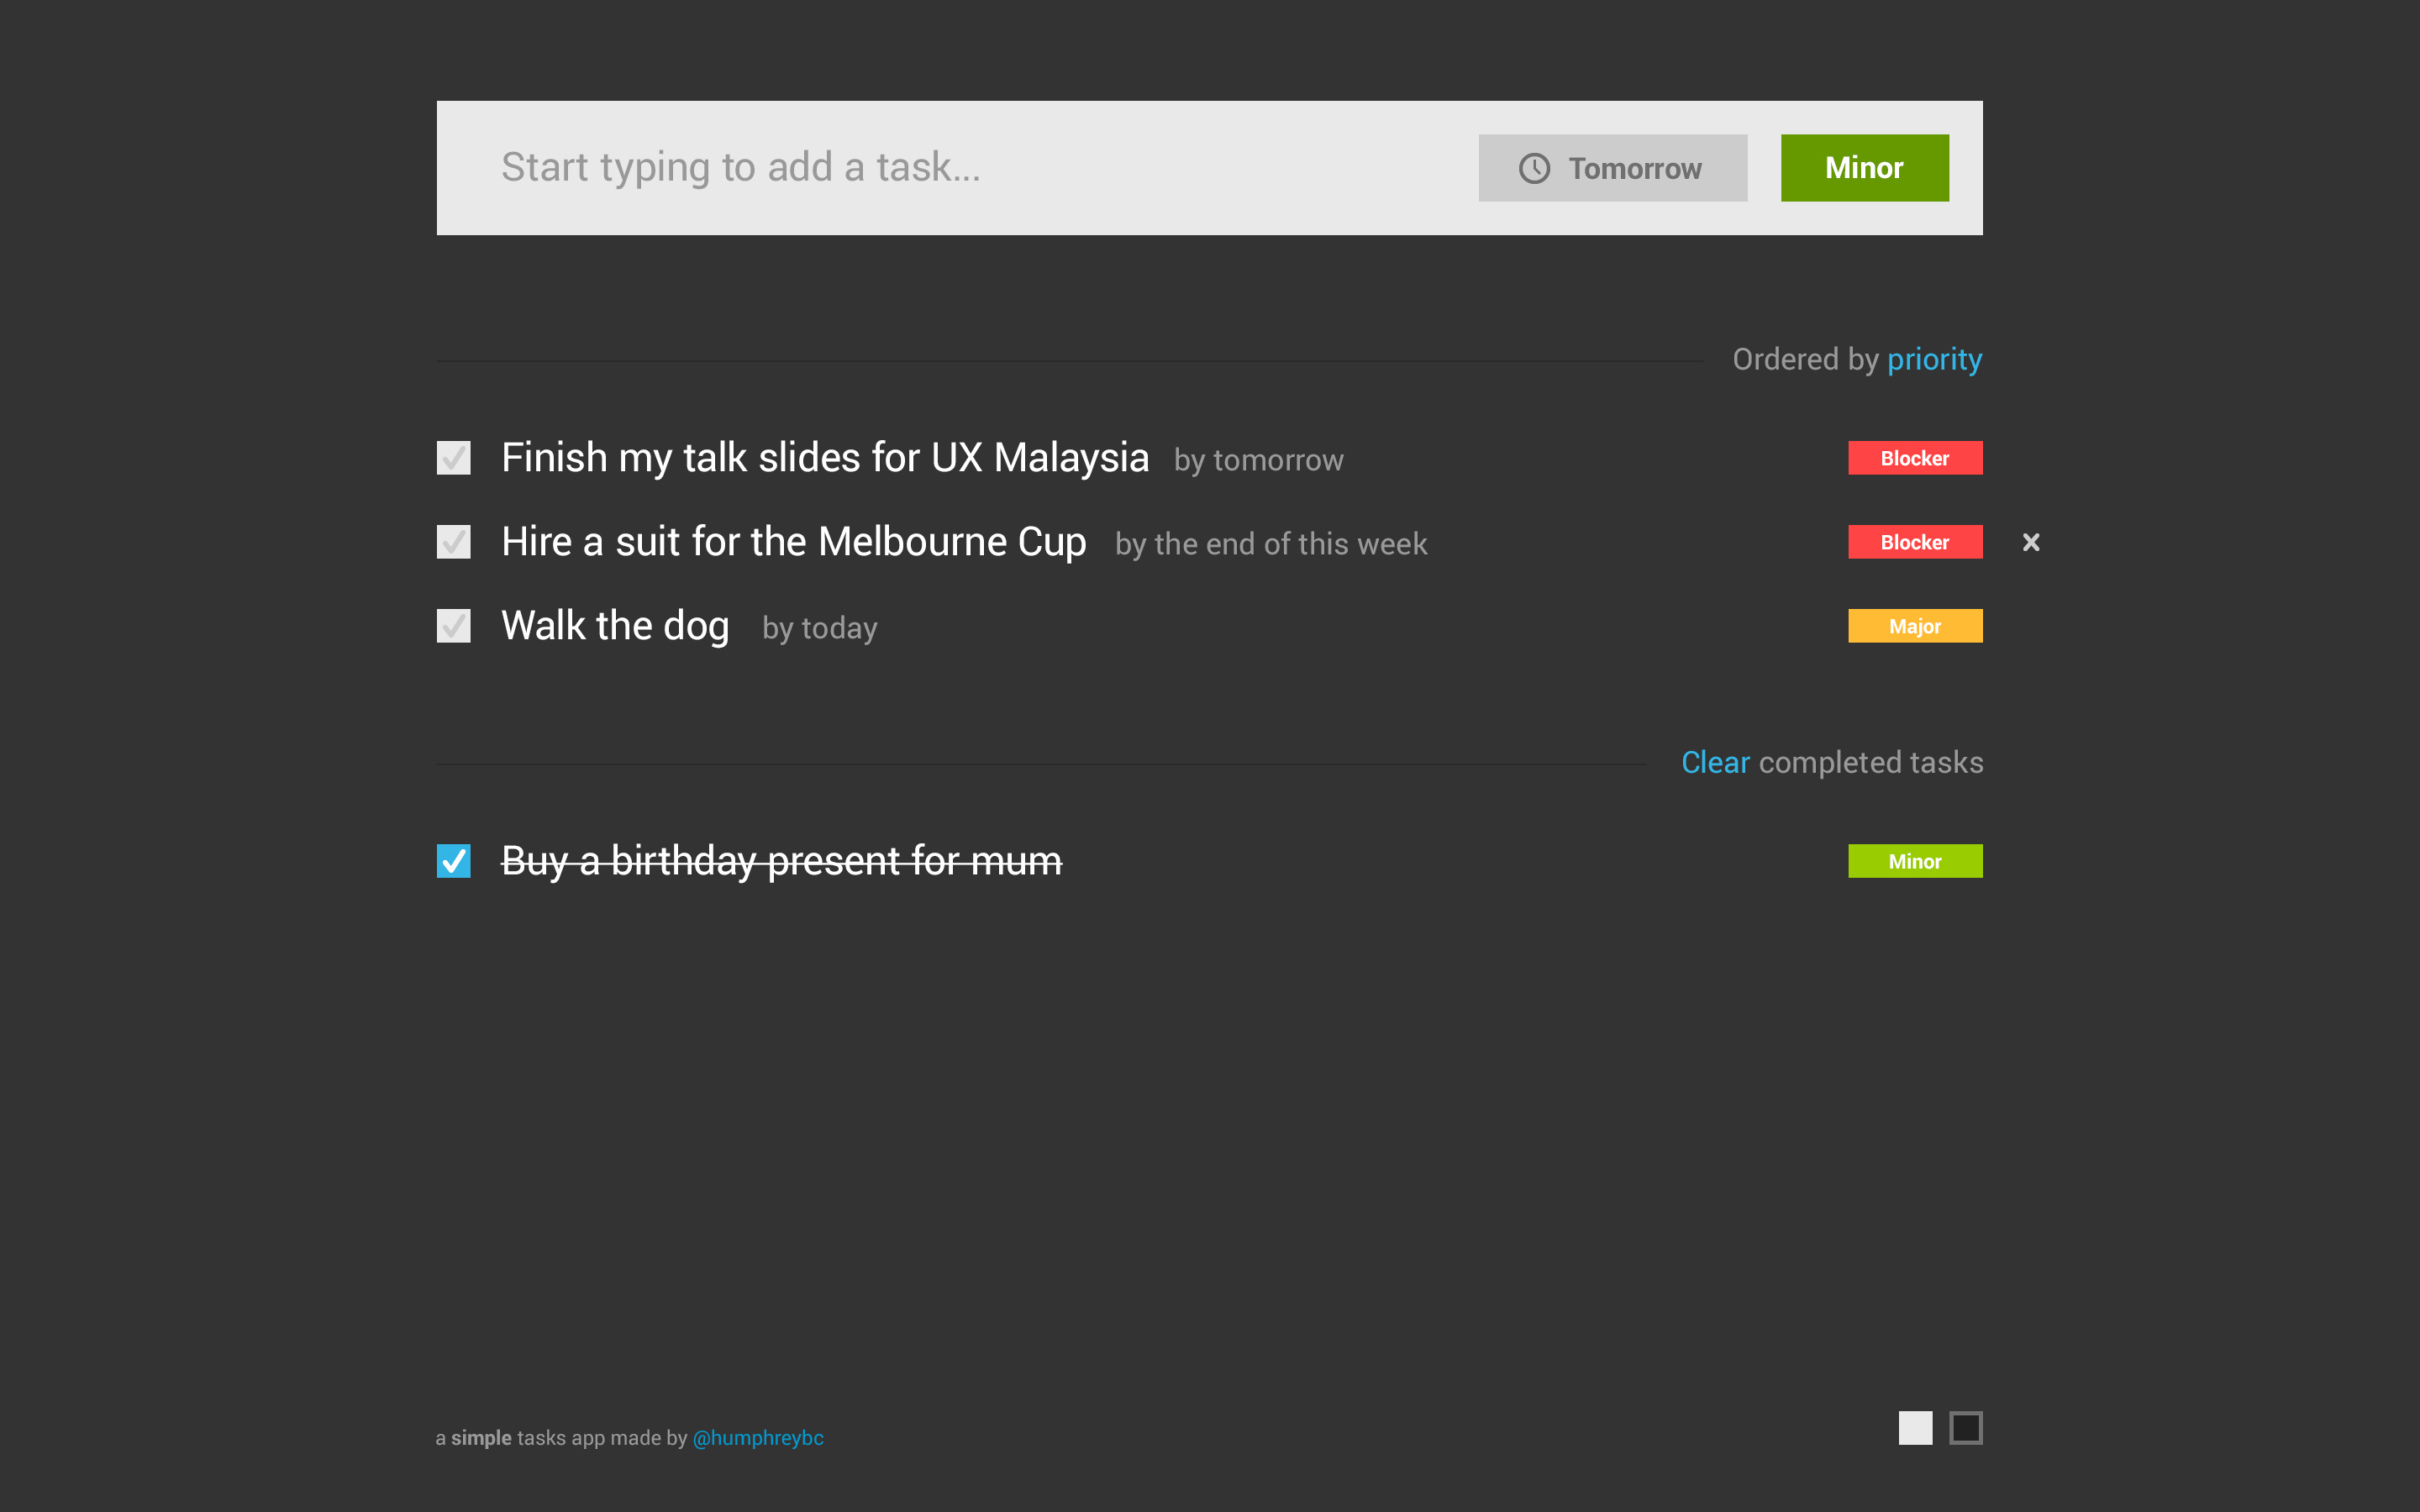 Start typing to add a task...
Tomorrow
Minor
Ordered by priority
Finish my talk slides for UX Malaysia by tomorrow
Blocker
Hire a suit for the Melbourne Cup by the end of this week
Blocker
Walk the dog by today
Major
Clear completed tasks
Buy a birthday present for mum
Minor
a simple tasks app made by @humphreybc